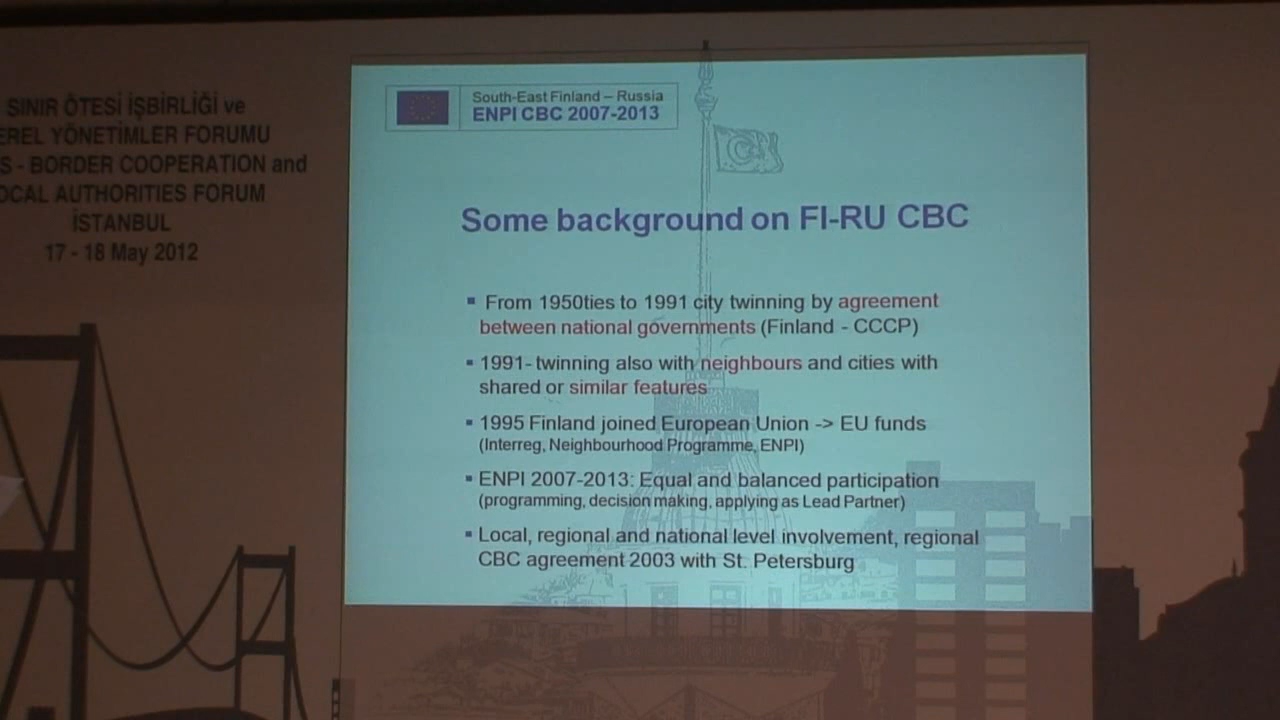 SINIR ÖTESİ İŞBİRLİĞİ ve
EREL YÖNETİMLER FORUMU
S - BORDER COOPERATION and
OCAL AUTHORITIES FORUM
İSTANBUL
17 - 18 May 2012
South-East Finland – Russia
ENPI CBC 2007-2013
Some background on FI-RU CBC
▪ From 1950ties to 1991 city twinning by agreement
between national governments (Finland - CCCP)
▪ 1991- twinning also with neighbours and cities with
shared or similar features
▪ 1995 Finland joined European Union -> EU funds
(Interreg, Neighbourhood Programme, ENPI)
▪ ENPI 2007-2013: Equal and balanced participation
(programming, decision making, applying as Lead Partner)
▪ Local, regional and national level involvement, regional
CBC agreement 2003 with St. Petersburg